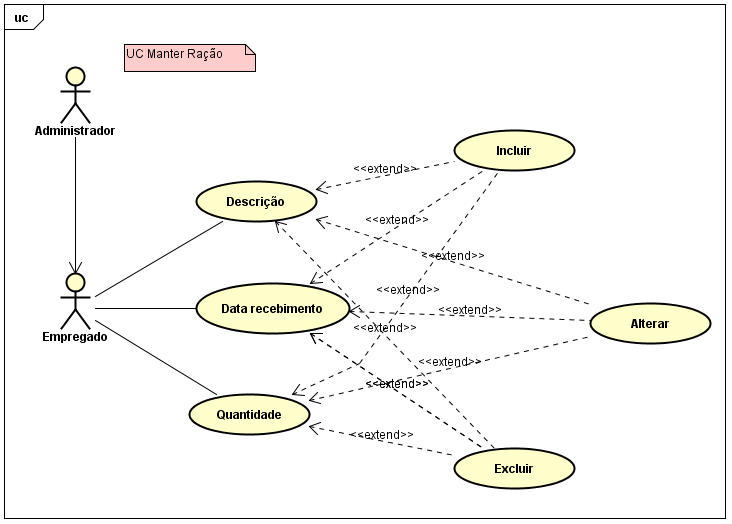 uc
UC Manter Ração
Administrador
Incluir
<<extend>>
Descrição
<<extend>>
<<extend>>
Empregado
<<extend>>
Data recebimento
<<extend>>
Alterar
<<extend>>
<<extend>>
<<extend>>
Quantidade
<<extend>>
Excluir